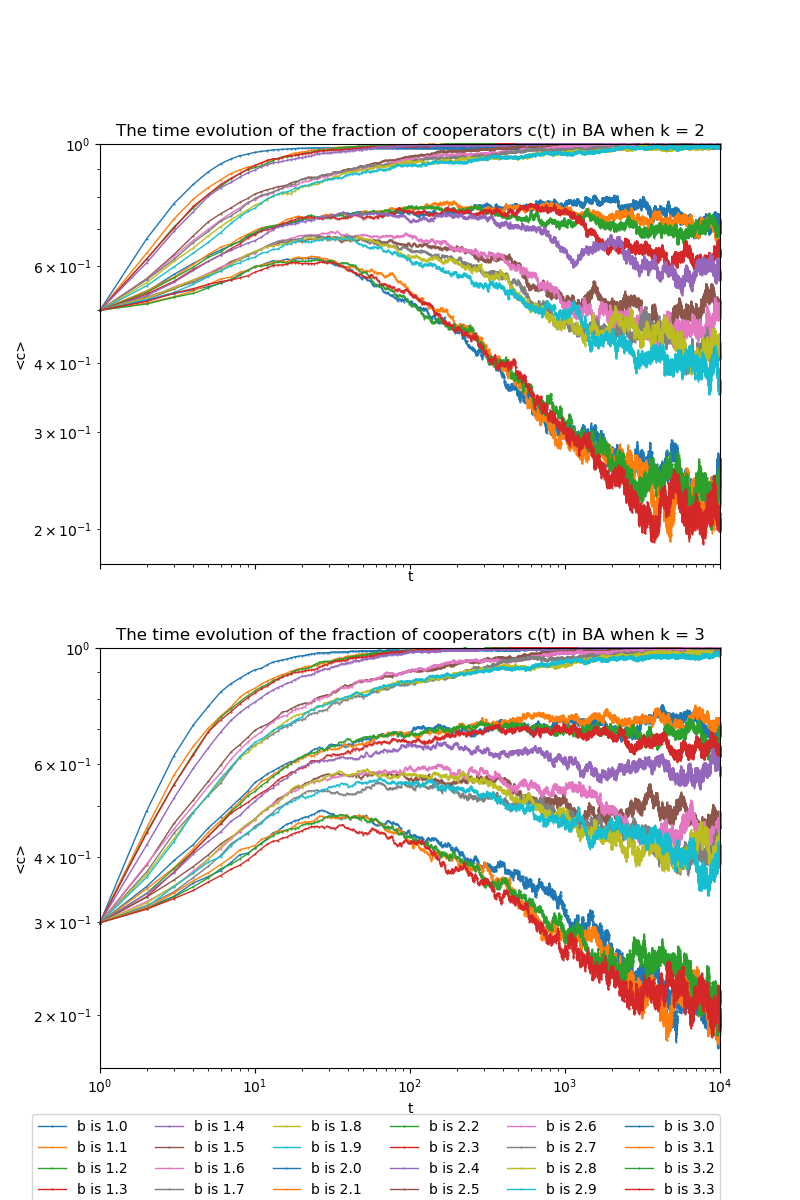 The time evolution of the fraction of cooperators c(t) in BA when k = 2
10^0
6 × 10^-1
4 × 10^-1
3 × 10^-1
2 × 10^-1
<c>
t
The time evolution of the fraction of cooperators c(t) in BA when k = 3
10^0
6 × 10^-1
4 × 10^-1
3 × 10^-1
2 × 10^-1
<c>
10^0 10^1 10^2 10^3 10^4
t
b is 1.0 b is 1.4 b is 1.8 b is 2.2 b is 2.6 b is 3.0
b is 1.1 b is 1.5 b is 1.9 b is 2.3 b is 2.7 b is 3.1
b is 1.2 b is 1.6 b is 2.0 b is 2.4 b is 2.8 b is 3.2
b is 1.3 b is 1.7 b is 2.1 b is 2.5 b is 2.9 b is 3.3